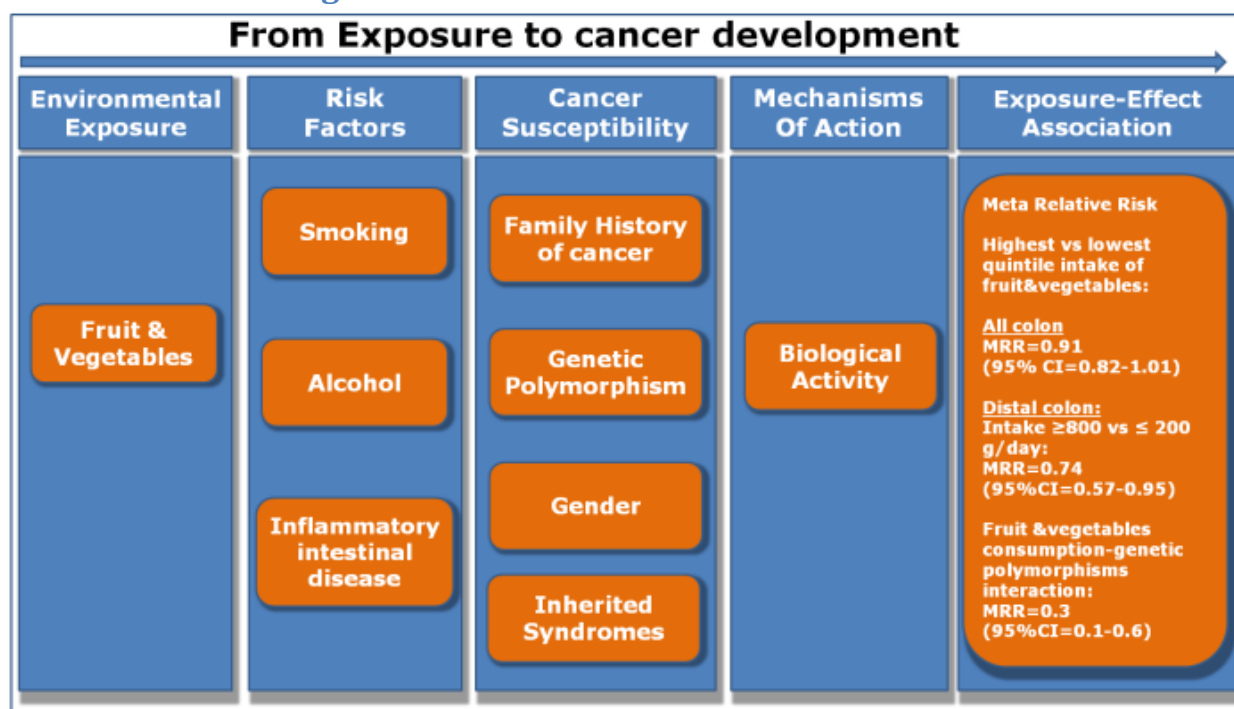 From Exposure to cancer development
Environmental
Exposure
Risk
Factors
Cancer
Susceptibility
Mechanisms
Of Action
Exposure-Effect
Association
Fruit &
Vegetables
Smoking
Alcohol
Inflammatory
intestinal
disease
Family History
of cancer
Genetic
Polymorphism
Gender
Inherited
Syndromes
Biological
Activity
Meta Relative Risk
Highest vs lowest
quintile intake of
fruit&vegetables:
All colon
MRR=0.91
(95% CI=0.82-1.01)
Distal colon:
Intake ≥800 vs ≤ 200
g/day:
MRR=0.74
(95%CI=0.57-0.95)
Fruit &vegetables
consumption-genetic
polymorphisms
interaction:
MRR=0.3
(95%CI=0.1-0.6)